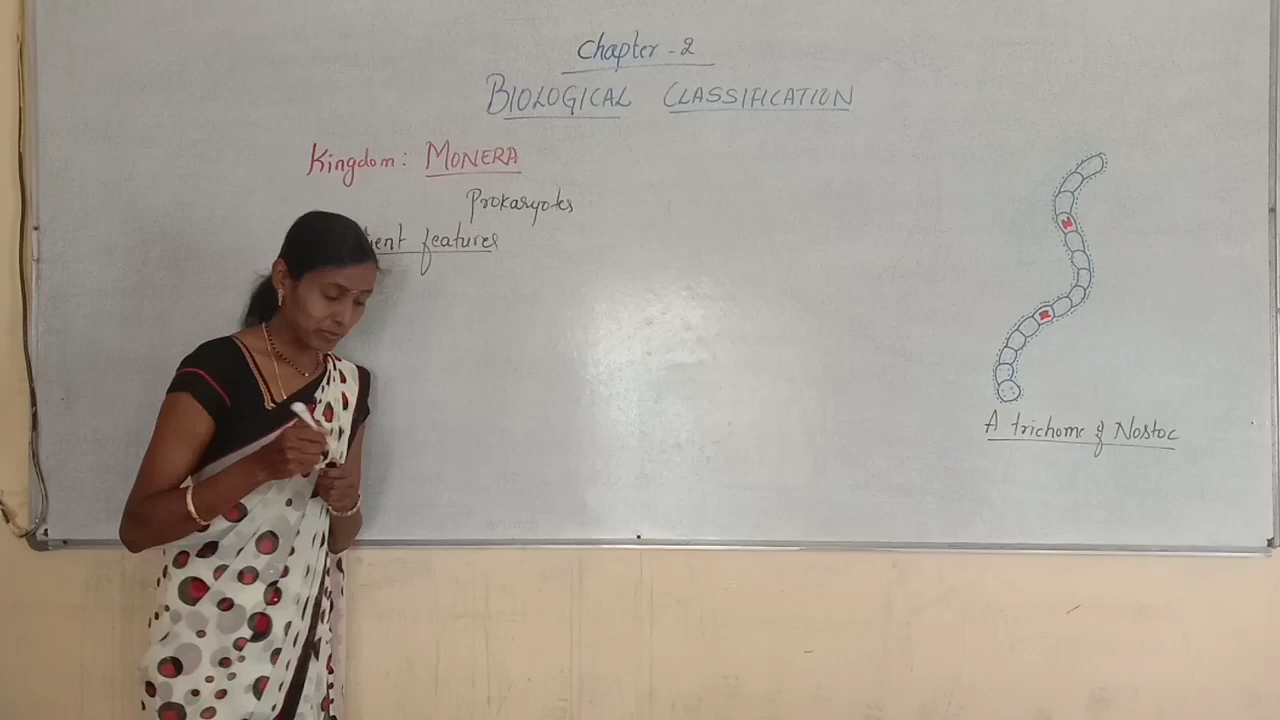 Chapter - 2
BIOLOGICAL CLASSIFICATION
Kingdom: MONERA
Prokaryotes
features
A trichome of Nostoc